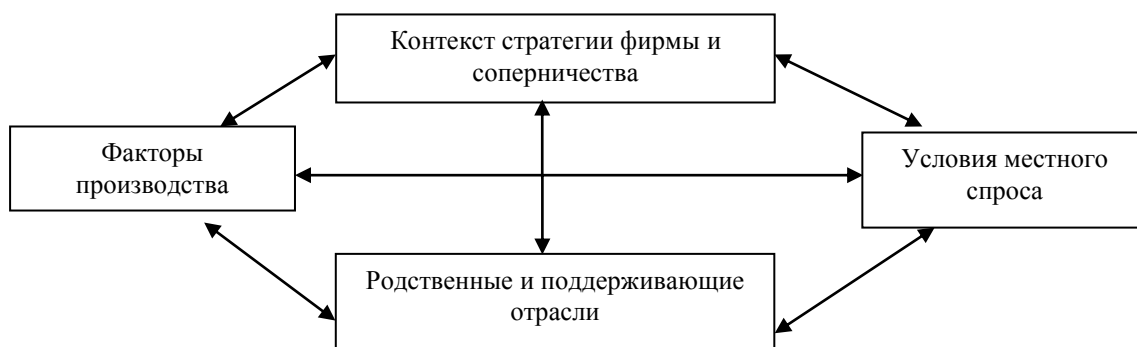 Контекст стратегии фирмы и
соперничества
Факторы
производства
Условия местного
спроса
Родственные и поддерживающие
отрасли